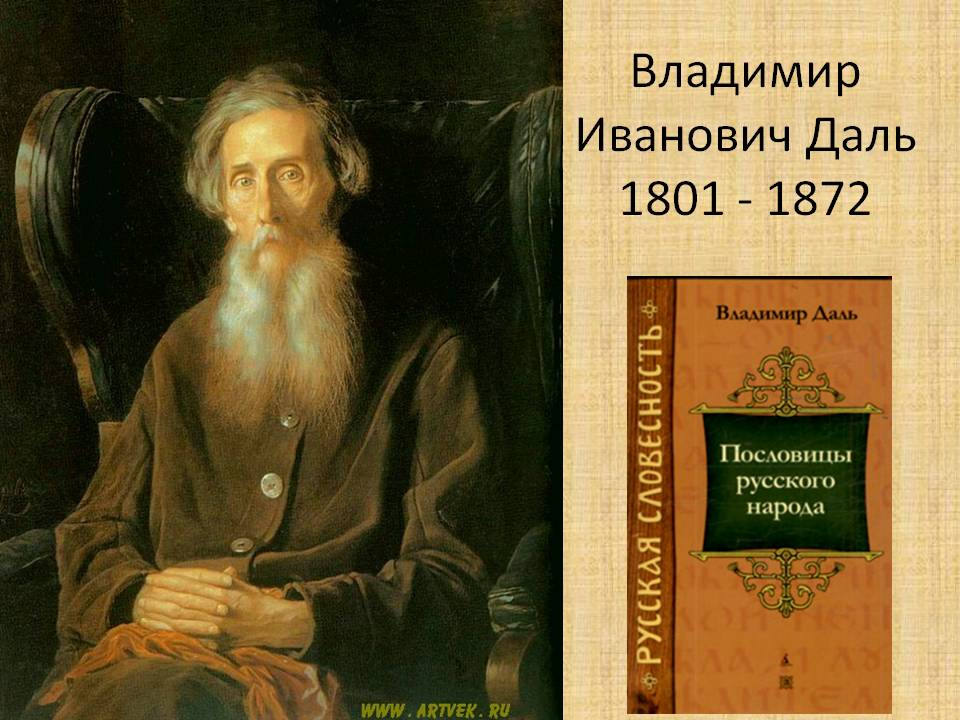 Владимир
Иванович Даль
1801 - 1872
РУССКАЯ СЛОВЕСНОСТЬ
Владимир Даль
Пословицы
русского
народа
WWW.ARTVEK.RU